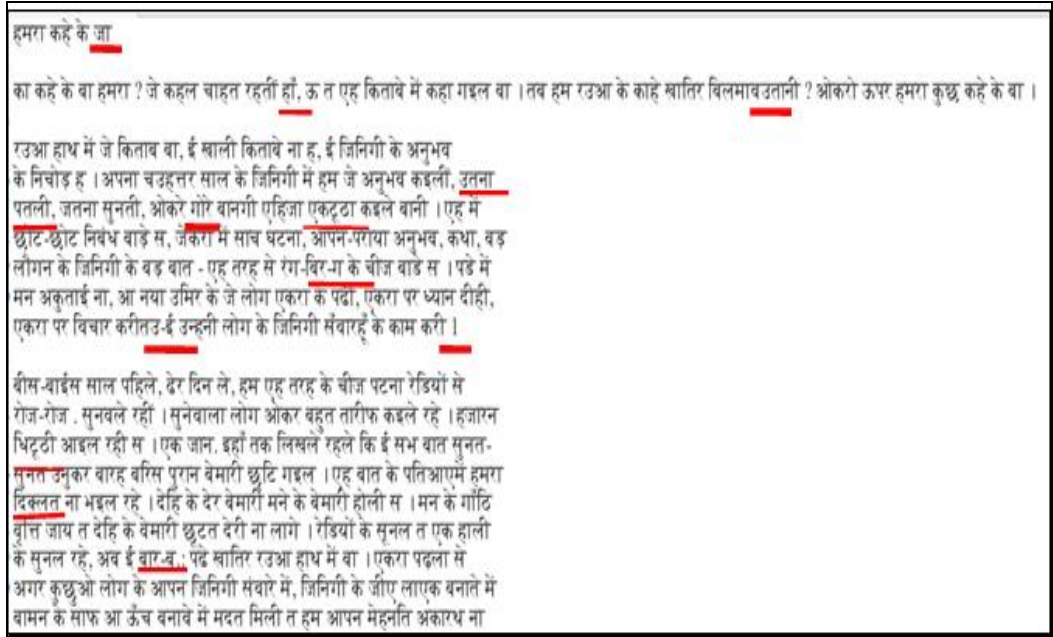 हमरा कहे के जा
का कहे के बा हमरा ? जे कहल चाहत रहतीं हाँ, ऊ त एह किताबे में कहा गइल बा । तब हम रउआ के काहे खातिर बिलमावउतानी ? ओकरो ऊपर हमरा कुछ कहे के बा ।
रउआ हाथ में जे किताब बा, ई खाली किताबे ना ह, ई जिनिगी के अनुभव
के निचोड़ ह । अपना चउहत्तर साल के जिनिगी में हम जे अनुभव कइलीं, उतना
पतली, जतना सुनती, ओकरे गोरे बानगी एहिजा एकट्ठा कइले बानी । एह में
छोट-छोट निबंध बाड़े स, जेकरा में साच घटना, आपन-पराया अनुभव, कथा, बड़
लोगन के जिनिगी के बड़ बात - एह तरह से रंग-बिर-ग के चीज बाडे स । पडे में
मन अकुताई ना, आ नया उमिर के जे लोग एकरा के पढी, एकरा पर ध्यान दीही,
एकरा पर विचार करीतउ-ई उन्हनी लोग के जिनिगी सँवारहूँ के काम करी ।
बीस-बाईस साल पहिले, ढेर दिन ले, हम एह तरह के चीज पटना रेडियों से
रोज-रोज . सुनवले रहीं । सुनेवाला लोग ओकर बहुत तारीफ कइले रहे । हजारन
धिट्ठी आइल रही स । एक जान. इहाँ तक लिखले रहले कि ई सभ बात सुनत-
सुनत उनुकर बारह बरिस पुरान बेमारी छूटि गइल । एह बात के पतिआएमें हमरा
दिक्लत ना भइल रहे । देहि के देर बेमारी मने के बेमारी होली स । मन के गाँठि
वृत्ति जाय त देहि के बेमारी छूटत देरी ना लागे । रेडियों के सूनल त एक हाली
के सुनल रहे, अब ई बार-ब.: पढे खातिर रउआ हाथ में बा । एकरा पढ़ला से
अगर कुछुओ लोग के आपन जिनिगी संवारे में, जिनिगी के जीए लाएक बनाते में
बामन के साफ आ ऊँच बनावे में मदत मिली त हम आपन मेहनति अकारथ ना